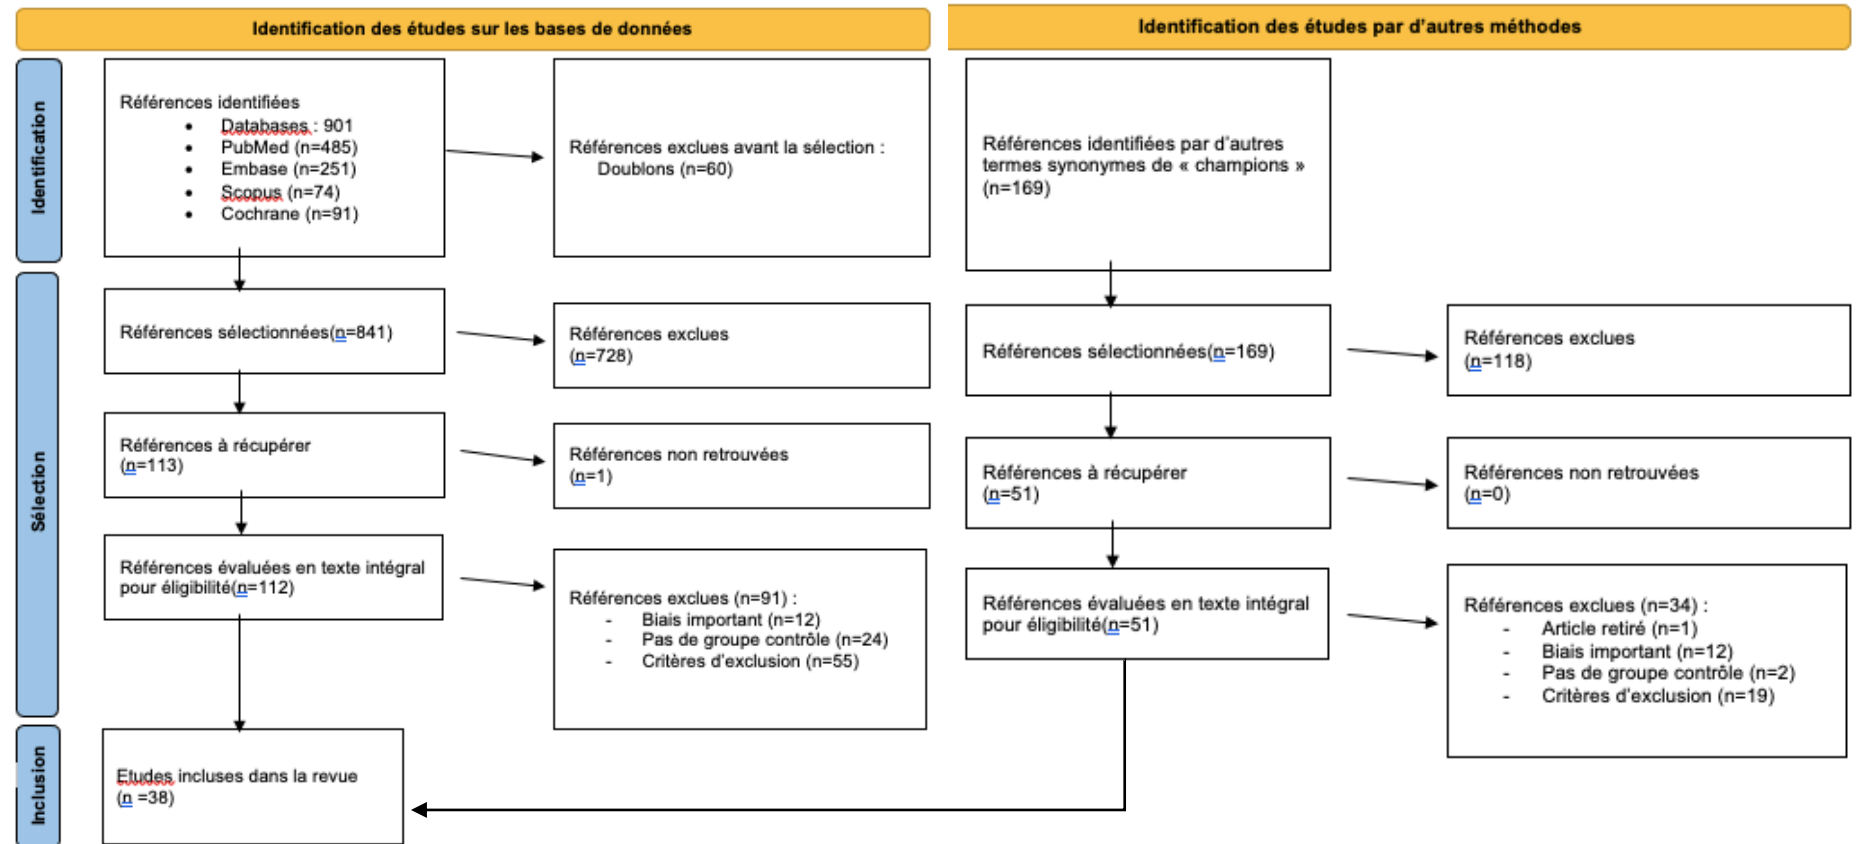 Identification des études sur les bases de données
Identification des études par d'autres méthodes
Identification
Références identifiées
• Databases : 901
• PubMed (n=485)
• Embase (n=251)
• Scopus (n=74)
• Cochrane (n=91)
Références exclues avant la sélection :
Doublons (n=60)
Références identifiées par d'autres
termes synonymes de « champions »
(n=169)
Sélection
Références sélectionnées(n=841)
Références exclues
(n=728)
Références sélectionnées(n=169)
Références exclues
(n=118)
Références à récupérer
(n=113)
Références non retrouvées
(n=1)
Références à récupérer
(n=51)
Références non retrouvées
(n=0)
Références évaluées en texte intégral
pour éligibilité(n=112)
Références exclues (n=91) :
- Biais important (n=12)
- Pas de groupe contrôle (n=24)
- Critères d'exclusion (n=55)
Références évaluées en texte intégral
pour éligibilité(n=51)
Références exclues (n=34) :
- Article retiré (n=1)
- Biais important (n=12)
- Pas de groupe contrôle (n=2)
- Critères d'exclusion (n=19)
Inclusion
Etudes incluses dans la revue
(n =38)